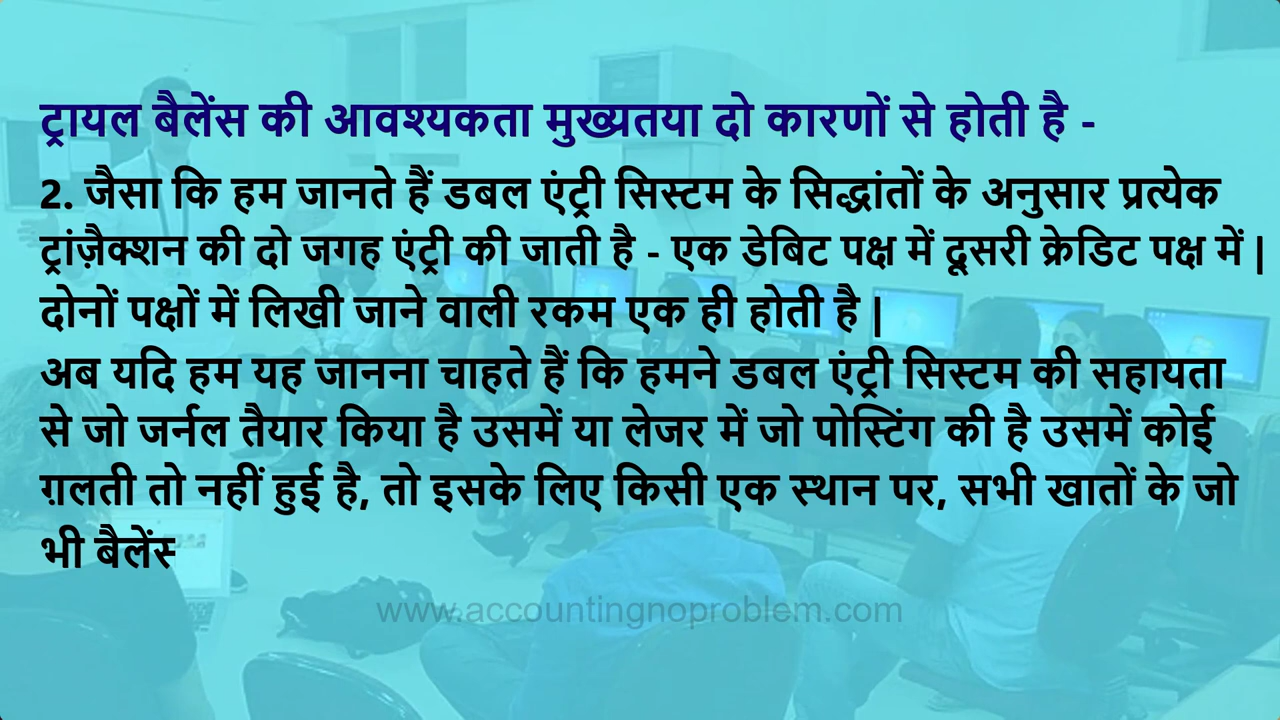 ट्रायल बैलेंस की आवश्यकता मुख्यतया दो कारणों से होती है -
2. जैसा कि हम जानते हैं डबल एंट्री सिस्टम के सिद्धांतों के अनुसार प्रत्येक
ट्रांज़ैक्शन की दो जगह एंट्री की जाती है - एक डेबिट पक्ष में दूसरी क्रेडिट पक्ष में |
दोनों पक्षों में लिखी जाने वाली रकम एक ही होती है |
अब यदि हम यह जानना चाहते हैं कि हमने डबल एंट्री सिस्टम की सहायता
से जो जर्नल तैयार किया है उसमें या लेजर में जो पोस्टिंग की है उसमें कोई
ग़लती तो नहीं हुई है, तो इसके लिए किसी एक स्थान पर, सभी खातों के जो
भी बैलेंस
www.accountingnoproblem.com